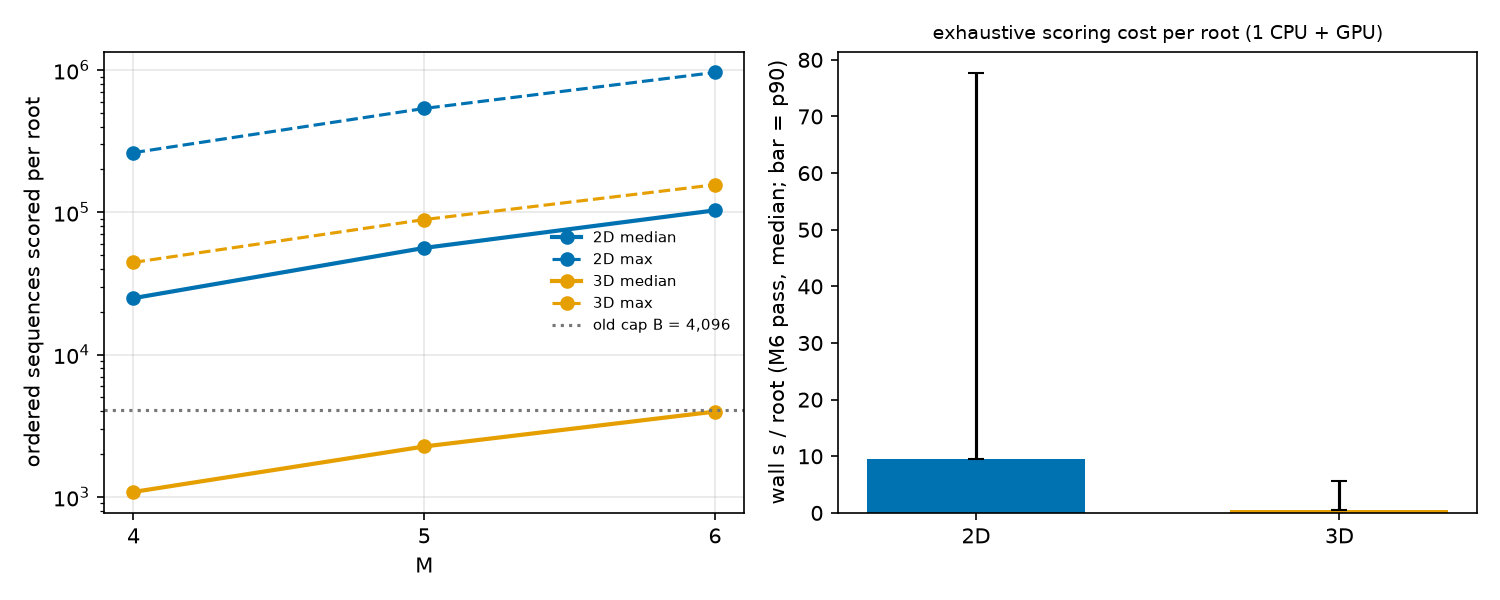 ordered sequences scored per root
10^6
10^5
10^4
10^3
4
5
6
M
2D median
2D max
3D median
3D max
old cap B = 4,096
exhaustive scoring cost per root (1 CPU + GPU)
wall s / root (M6 pass, median; bar = p90)
80
70
60
50
40
30
20
10
0
2D
3D